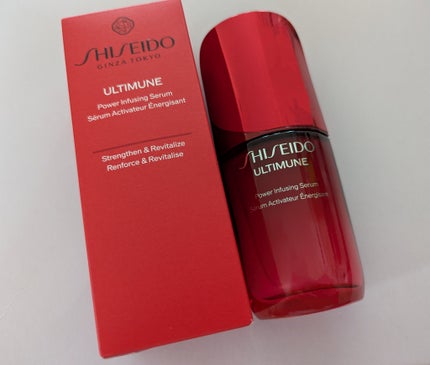 SHISEIDO
GINZA TOKYO
ULTIMUNE
Power Infusing Serum
Sérum Activateur Énergisant
Strengthen & Revitalize
Renforce & Revitalise
SHISEIDO
ULTIMUNE
Power Infusing Serum
Sérum Activateur Énergisant